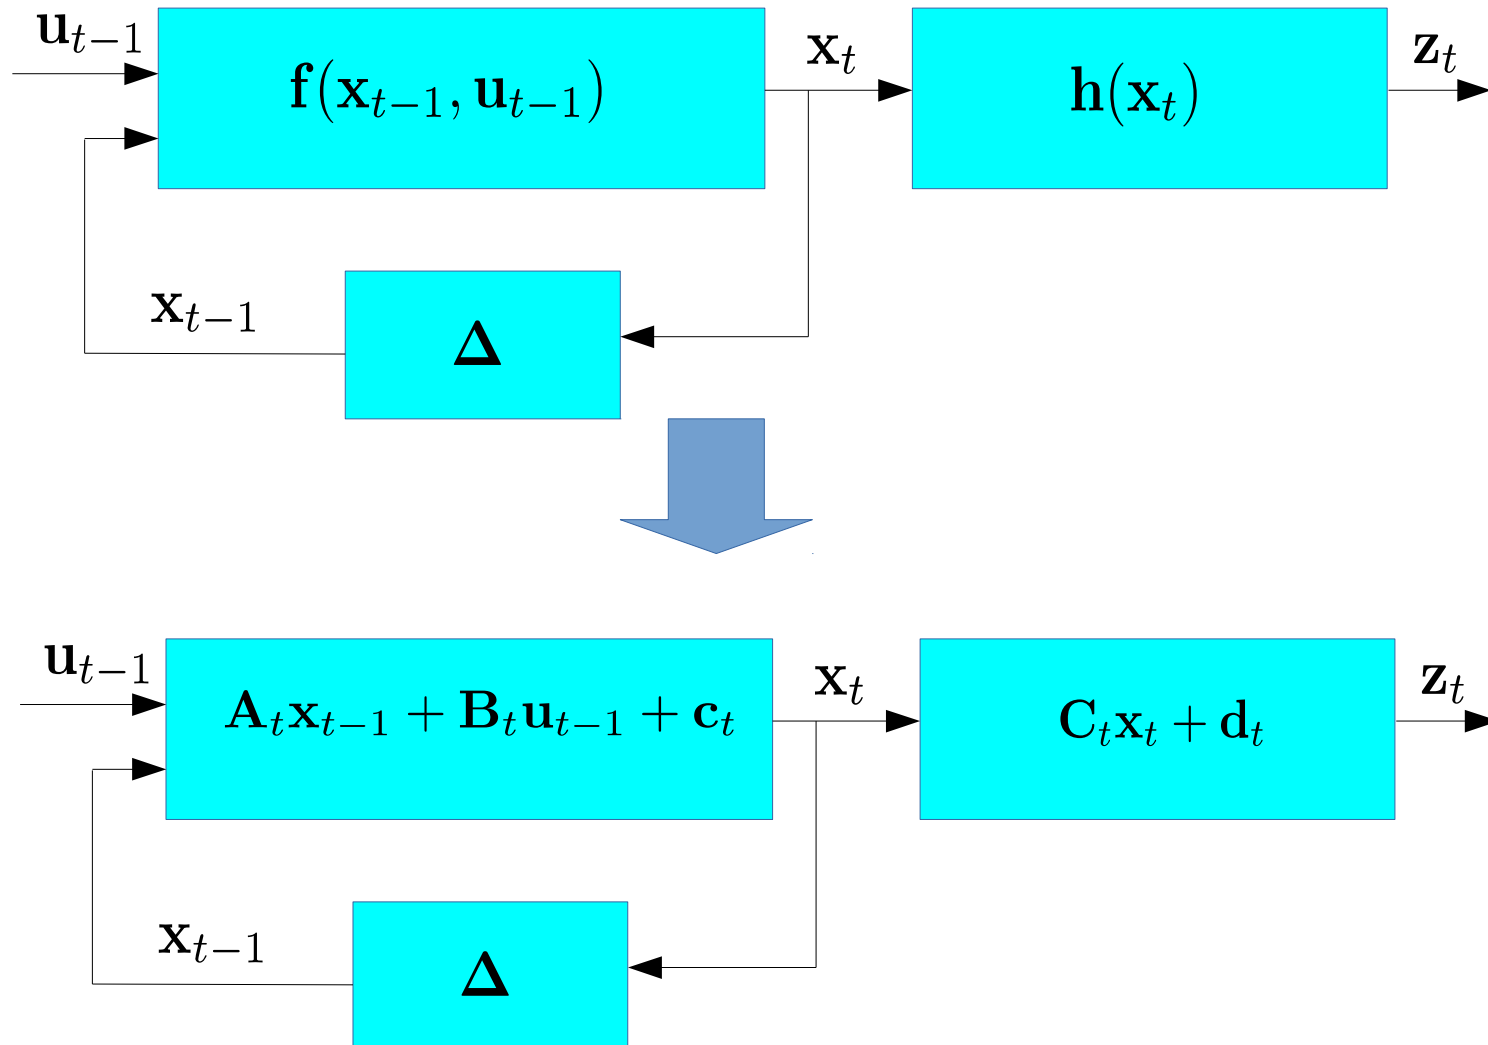 u_{t−1}
f(x_{t−1}, u_{t−1})
x_t
h(x_t)
z_t
x_{t−1}
Δ
u_{t−1}
A_t x_{t−1} + B_t u_{t−1} + c_t
x_t
C_t x_t + d_t
z_t
x_{t−1}
Δ